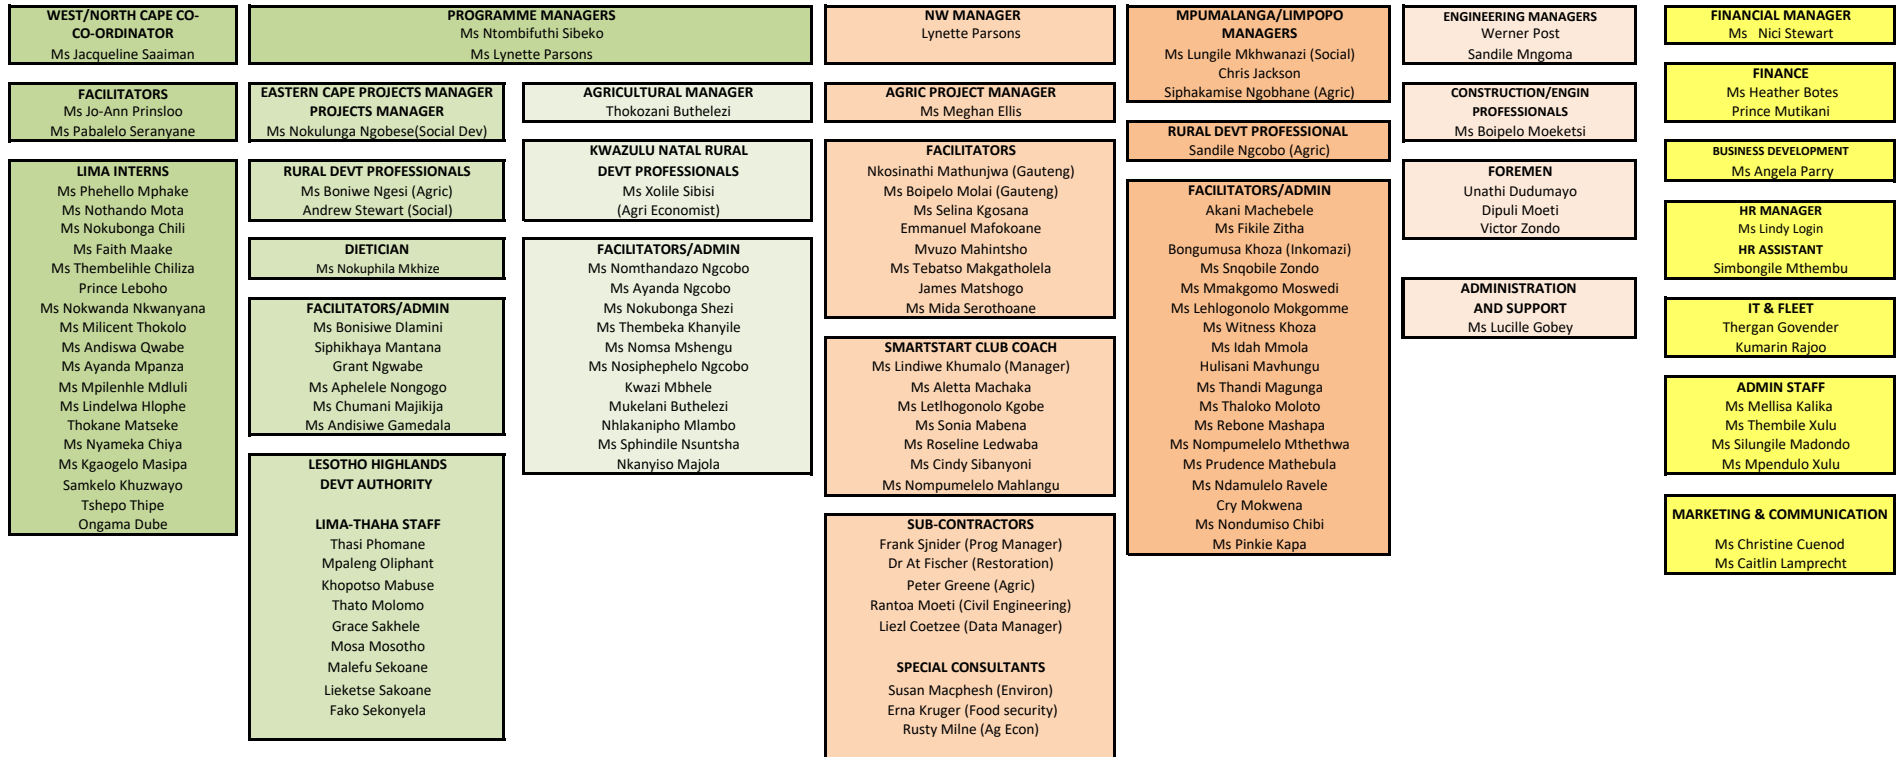 WEST/NORTH CAPE CO-
CO-ORDINATOR
Ms Jacqueline Saaiman
FACILITATORS
Ms Jo-Ann Prinsloo
Ms Pabalelo Seranyane
LIMA INTERNS
Ms Phehello Mphake
Ms Nothando Mota
Ms Nokubonga Chili
Ms Faith Maake
Ms Thembelihle Chiliza
Prince Leboho
Ms Nokwanda Nkwanyana
Ms Milicent Thokolo
Ms Andiswa Qwabe
Ms Ayanda Mpanza
Ms Mpilenhle Mdluli
Ms Lindelwa Hlophe
Thokane Matseke
Ms Nyameka Chiya
Ms Kgaogelo Masipa
Samkelo Khuzwayo
Tshepo Thipe
Ongama Dube
PROGRAMME MANAGERS
Ms Ntombifuthi Sibeko
Ms Lynette Parsons
EASTERN CAPE PROJECTS MANAGER
PROJECTS MANAGER
Ms Nokulunga Ngobese(Social Dev)
RURAL DEVT PROFESSIONALS
Ms Boniwe Ngesi (Agric)
Andrew Stewart (Social)
DIETICIAN
Ms Nokuphila Mkhize
FACILITATORS/ADMIN
Ms Bonisiwe Dlamini
Siphikhaya Mantana
Grant Ngwabe
Ms Aphelele Nongogo
Ms Chumani Majikija
Ms Andisiwe Gamedala
LESOTHO HIGHLANDS
DEVT AUTHORITY
LIMA-THAHA STAFF
Thasi Phomane
Mpaleng Oliphant
Khopotso Mabuse
Thato Molomo
Grace Sakhele
Mosa Mosotho
Malefu Sekoane
Lieketse Sakoane
Fako Sekonyela
AGRICULTURAL MANAGER
Thokozani Buthelezi
KWAZULU NATAL RURAL
DEVT PROFESSIONALS
Ms Xolile Sibisi
(Agri Economist)
FACILITATORS/ADMIN
Ms Nomthandazo Ngcobo
Ms Ayanda Ngcobo
Ms Nokubonga Shezi
Ms Thembeka Khanyile
Ms Nomsa Mshengu
Ms Nosiphephelo Ngcobo
Kwazi Mbhele
Mukelani Buthelezi
Nhlakanipho Mlambo
Ms Sphindile Nsuntsha
Nkanyiso Majola
NW MANAGER
Lynette Parsons
AGRIC PROJECT MANAGER
Ms Meghan Ellis
FACILITATORS
Nkosinathi Mathunjwa (Gauteng)
Ms Boipelo Molai (Gauteng)
Ms Selina Kgosana
Emmanuel Mafokoane
Mvuzo Mahintsho
Ms Tebatso Makgatholela
James Matshogo
Ms Mida Serothoane
SMARTSTART CLUB COACH
Ms Lindiwe Khumalo (Manager)
Ms Aletta Machaka
Ms Letlhogonolo Kgobe
Ms Sonia Mabena
Ms Roseline Ledwaba
Ms Cindy Sibanyoni
Ms Nompumelelo Mahlangu
SUB-CONTRACTORS
Frank Sjnider (Prog Manager)
Dr At Fischer (Restoration)
Peter Greene (Agric)
Rantoa Moeti (Civil Engineering)
Liezl Coetzee (Data Manager)
SPECIAL CONSULTANTS
Susan Macphesh (Environ)
Erna Kruger (Food security)
Rusty Milne (Ag Econ)
MPUMALANGA/LIMPOPO
MANAGERS
Ms Lungile Mkhwanazi (Social)
Chris Jackson
Siphakamise Ngobhane (Agric)
RURAL DEVT PROFESSIONAL
Sandile Ngcobo (Agric)
FACILITATORS/ADMIN
Akani Machebele
Ms Fikile Zitha
Bongumusa Khoza (Inkomazi)
Ms Snqobile Zondo
Ms Mmakgomo Moswedi
Ms Lehlogonolo Mokgomme
Ms Witness Khoza
Ms Idah Mmola
Hulisani Mavhungu
Ms Thandi Magunga
Ms Thaloko Moloto
Ms Rebone Mashapa
Ms Nompumelelo Mthethwa
Ms Prudence Mathebula
Ms Ndamulelo Ravele
Cry Mokwena
Ms Nondumiso Chibi
Ms Pinkie Kapa
ENGINEERING MANAGERS
Werner Post
Sandile Mngoma
CONSTRUCTION/ENGIN
PROFESSIONALS
Ms Boipelo Moeketsi
FOREMEN
Unathi Dudumayo
Dipuli Moeti
Victor Zondo
ADMINISTRATION
AND SUPPORT
Ms Lucille Gobey
FINANCIAL MANAGER
Ms Nici Stewart
FINANCE
Ms Heather Botes
Prince Mutikani
BUSINESS DEVELOPMENT
Ms Angela Parry
HR MANAGER
Ms Lindy Login
HR ASSISTANT
Simbongile Mthembu
IT & FLEET
Thergan Govender
Kumarin Rajoo
ADMIN STAFF
Ms Mellisa Kalika
Ms Thembile Xulu
Ms Silungile Madondo
Ms Mpendulo Xulu
MARKETING & COMMUNICATION
Ms Christine Cuenod
Ms Caitlin Lamprecht